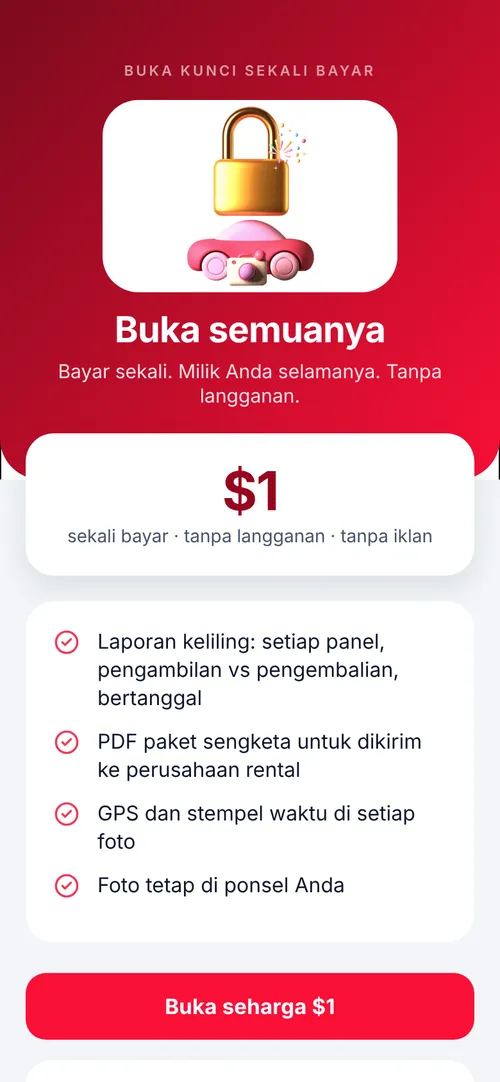 BUKA KUNCI SEKALI BAYAR
Buka semuanya
Bayar sekali. Milik Anda selamanya. Tanpa
langganan.
$1
sekali bayar · tanpa langganan · tanpa iklan
Laporan keliling: setiap panel,
pengambilan vs pengembalian,
bertanggal
PDF paket sengketa untuk dikirim
ke perusahaan rental
GPS dan stempel waktu di setiap
foto
Foto tetap di ponsel Anda
Buka seharga $1